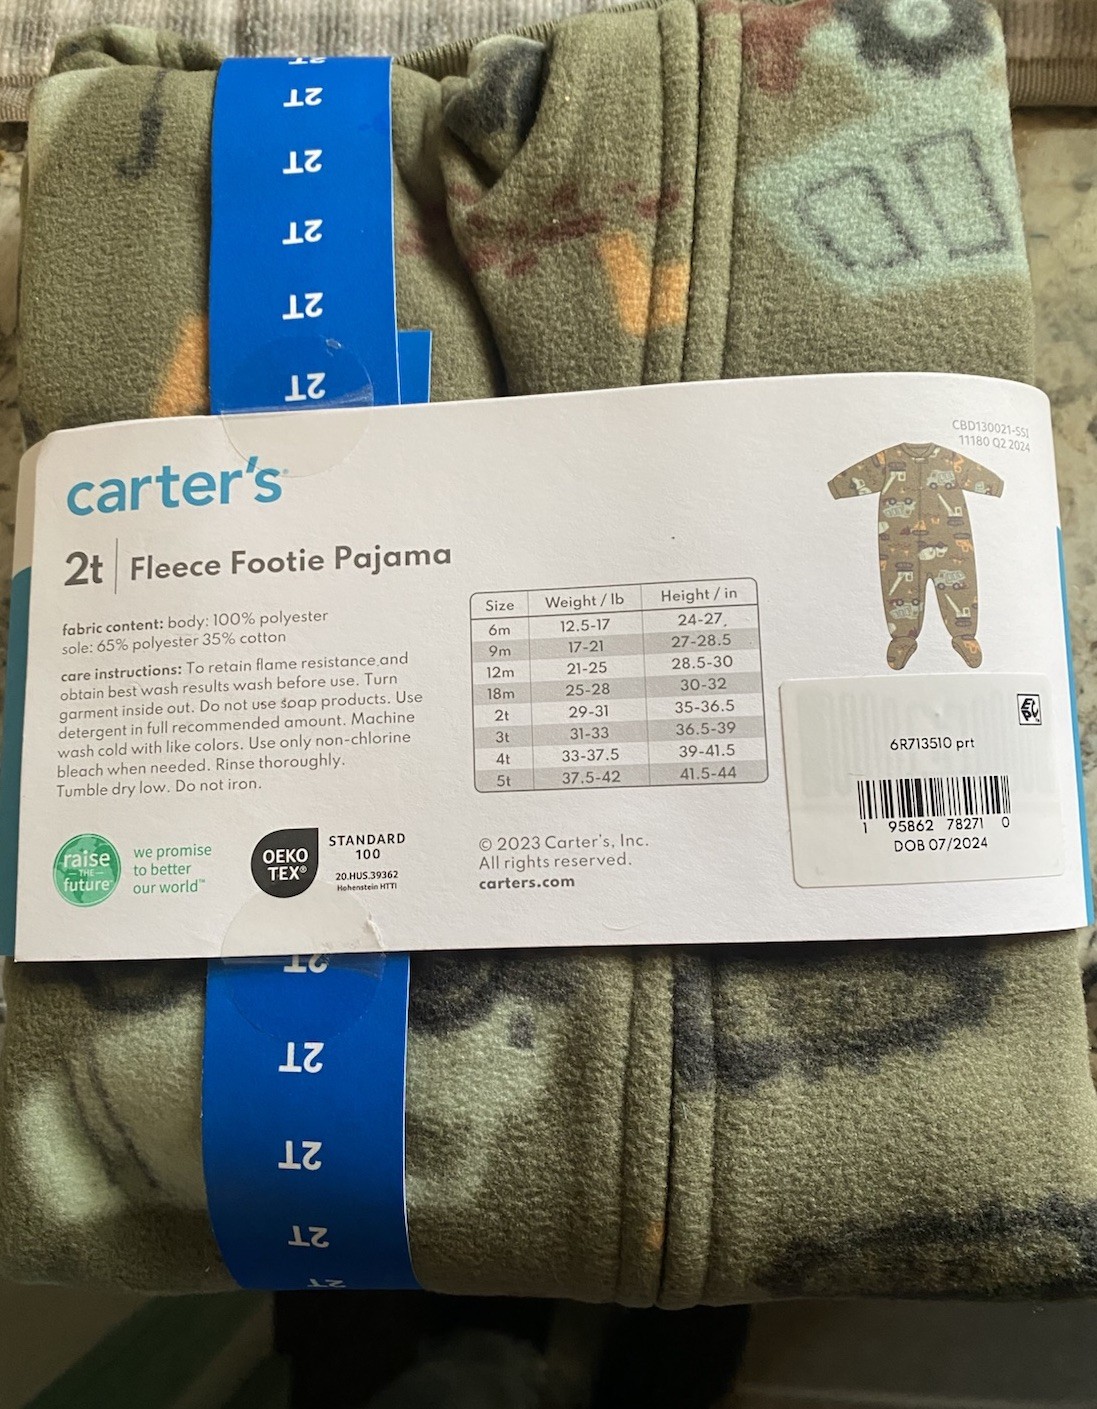 2T
2T
2T
2T
2T
2T
CBD130021-SSI
11180 Q2 2024
carter's
2t | Fleece Footie Pajama
fabric content: body: 100% polyester
sole: 65% polyester 35% cotton
care instructions: To retain flame resistance and
obtain best wash results wash before use. Turn
garment inside out. Do not use soap products. Use
detergent in full recommended amount. Machine
wash cold with like colors. Use only non-chlorine
bleach when needed. Rinse thoroughly.
Tumble dry low. Do not iron.
Size Weight / lb Height / in
6m 12.5-17 24-27
9m 17-21 27-28.5
12m 21-25 28.5-30
18m 25-28 30-32
2t 29-31 35-36.5
3t 31-33 36.5-39
4t 33-37.5 39-41.5
5t 37.5-42 41.5-44
6R713510 prt
1 95862 78271 0
DOB 07/2024
raise
THE
future
we promise
to better
our world™
OEKO
TEX®
STANDARD
100
20.HUS.39362
Hohenstein HTTI
© 2023 Carter's, Inc.
All rights reserved.
carters.com
2T
2T
2T
2T
2T